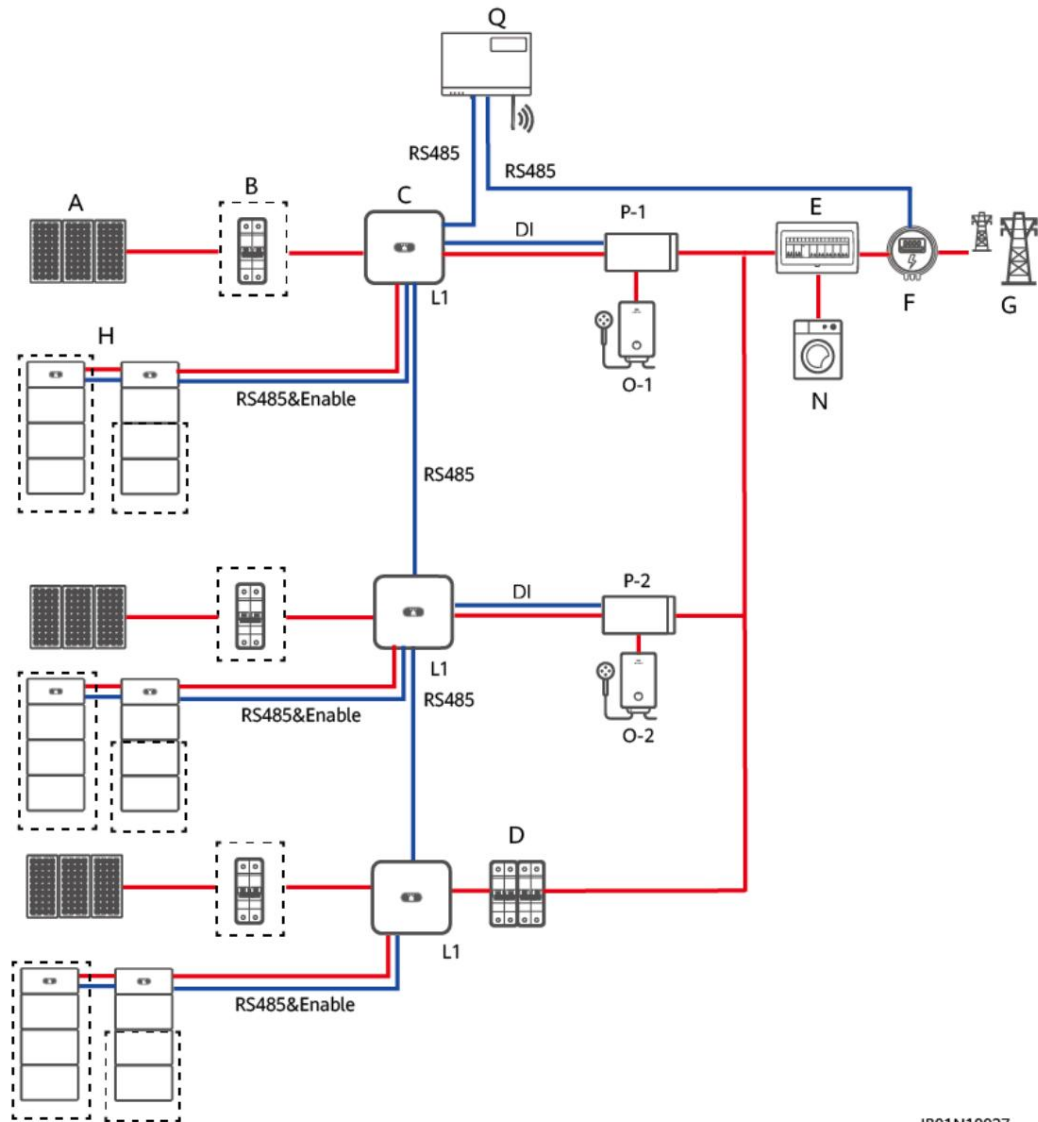 Q
RS485
RS485
A
B
C
P-1
E
DI
L1
F
G
H
O-1
N
RS485&Enable
RS485
P-2
DI
L1
RS485&Enable
RS485
O-2
D
L1
RS485&Enable